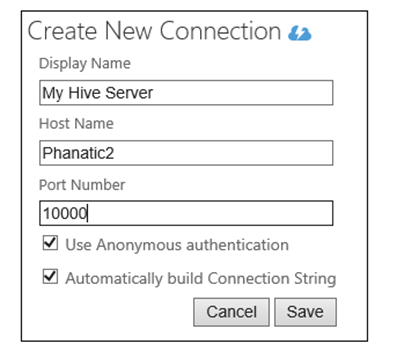 Create New Connection
Display Name
My Hive Server
Host Name
Phanatic2
Port Number
10000
Use Anonymous authentication
Automatically build Connection String
Cancel Save